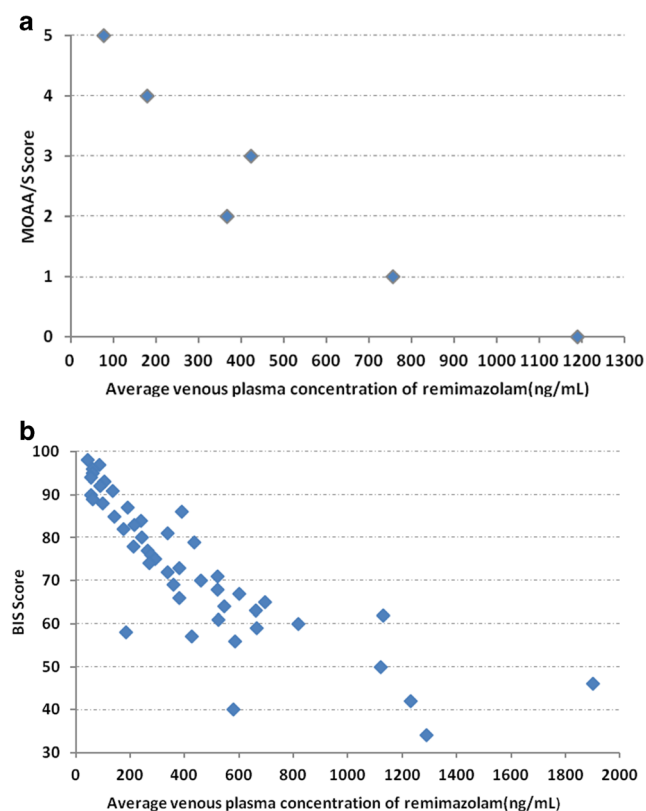 a
5
4
3
2
1
0
MOAA/S Score
0 100 200 300 400 500 600 700 800 900 1000 1100 1200 1300
Average venous plasma concentration of remimazolam(ng/mL)
b
100
90
80
70
60
50
40
30
BIS Score
0 200 400 600 800 1000 1200 1400 1600 1800 2000
Average venous plasma concentration of remimazolam(ng/mL)